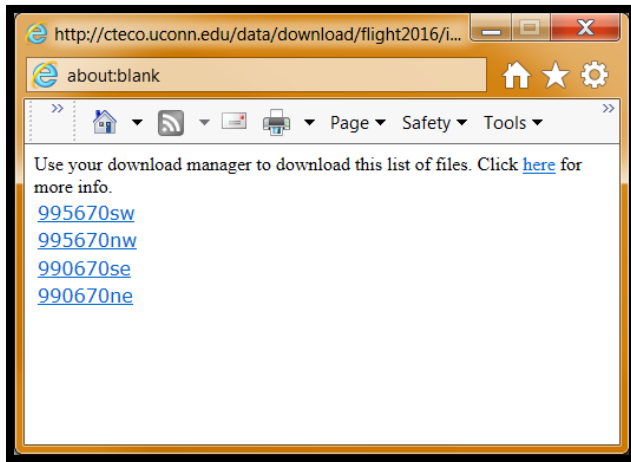 http://cteco.uconn.edu/data/download/flight2016/i...
about:blank
Page Safety Tools
Use your download manager to download this list of files. Click here for
more info.
995670sw
995670nw
990670se
990670ne